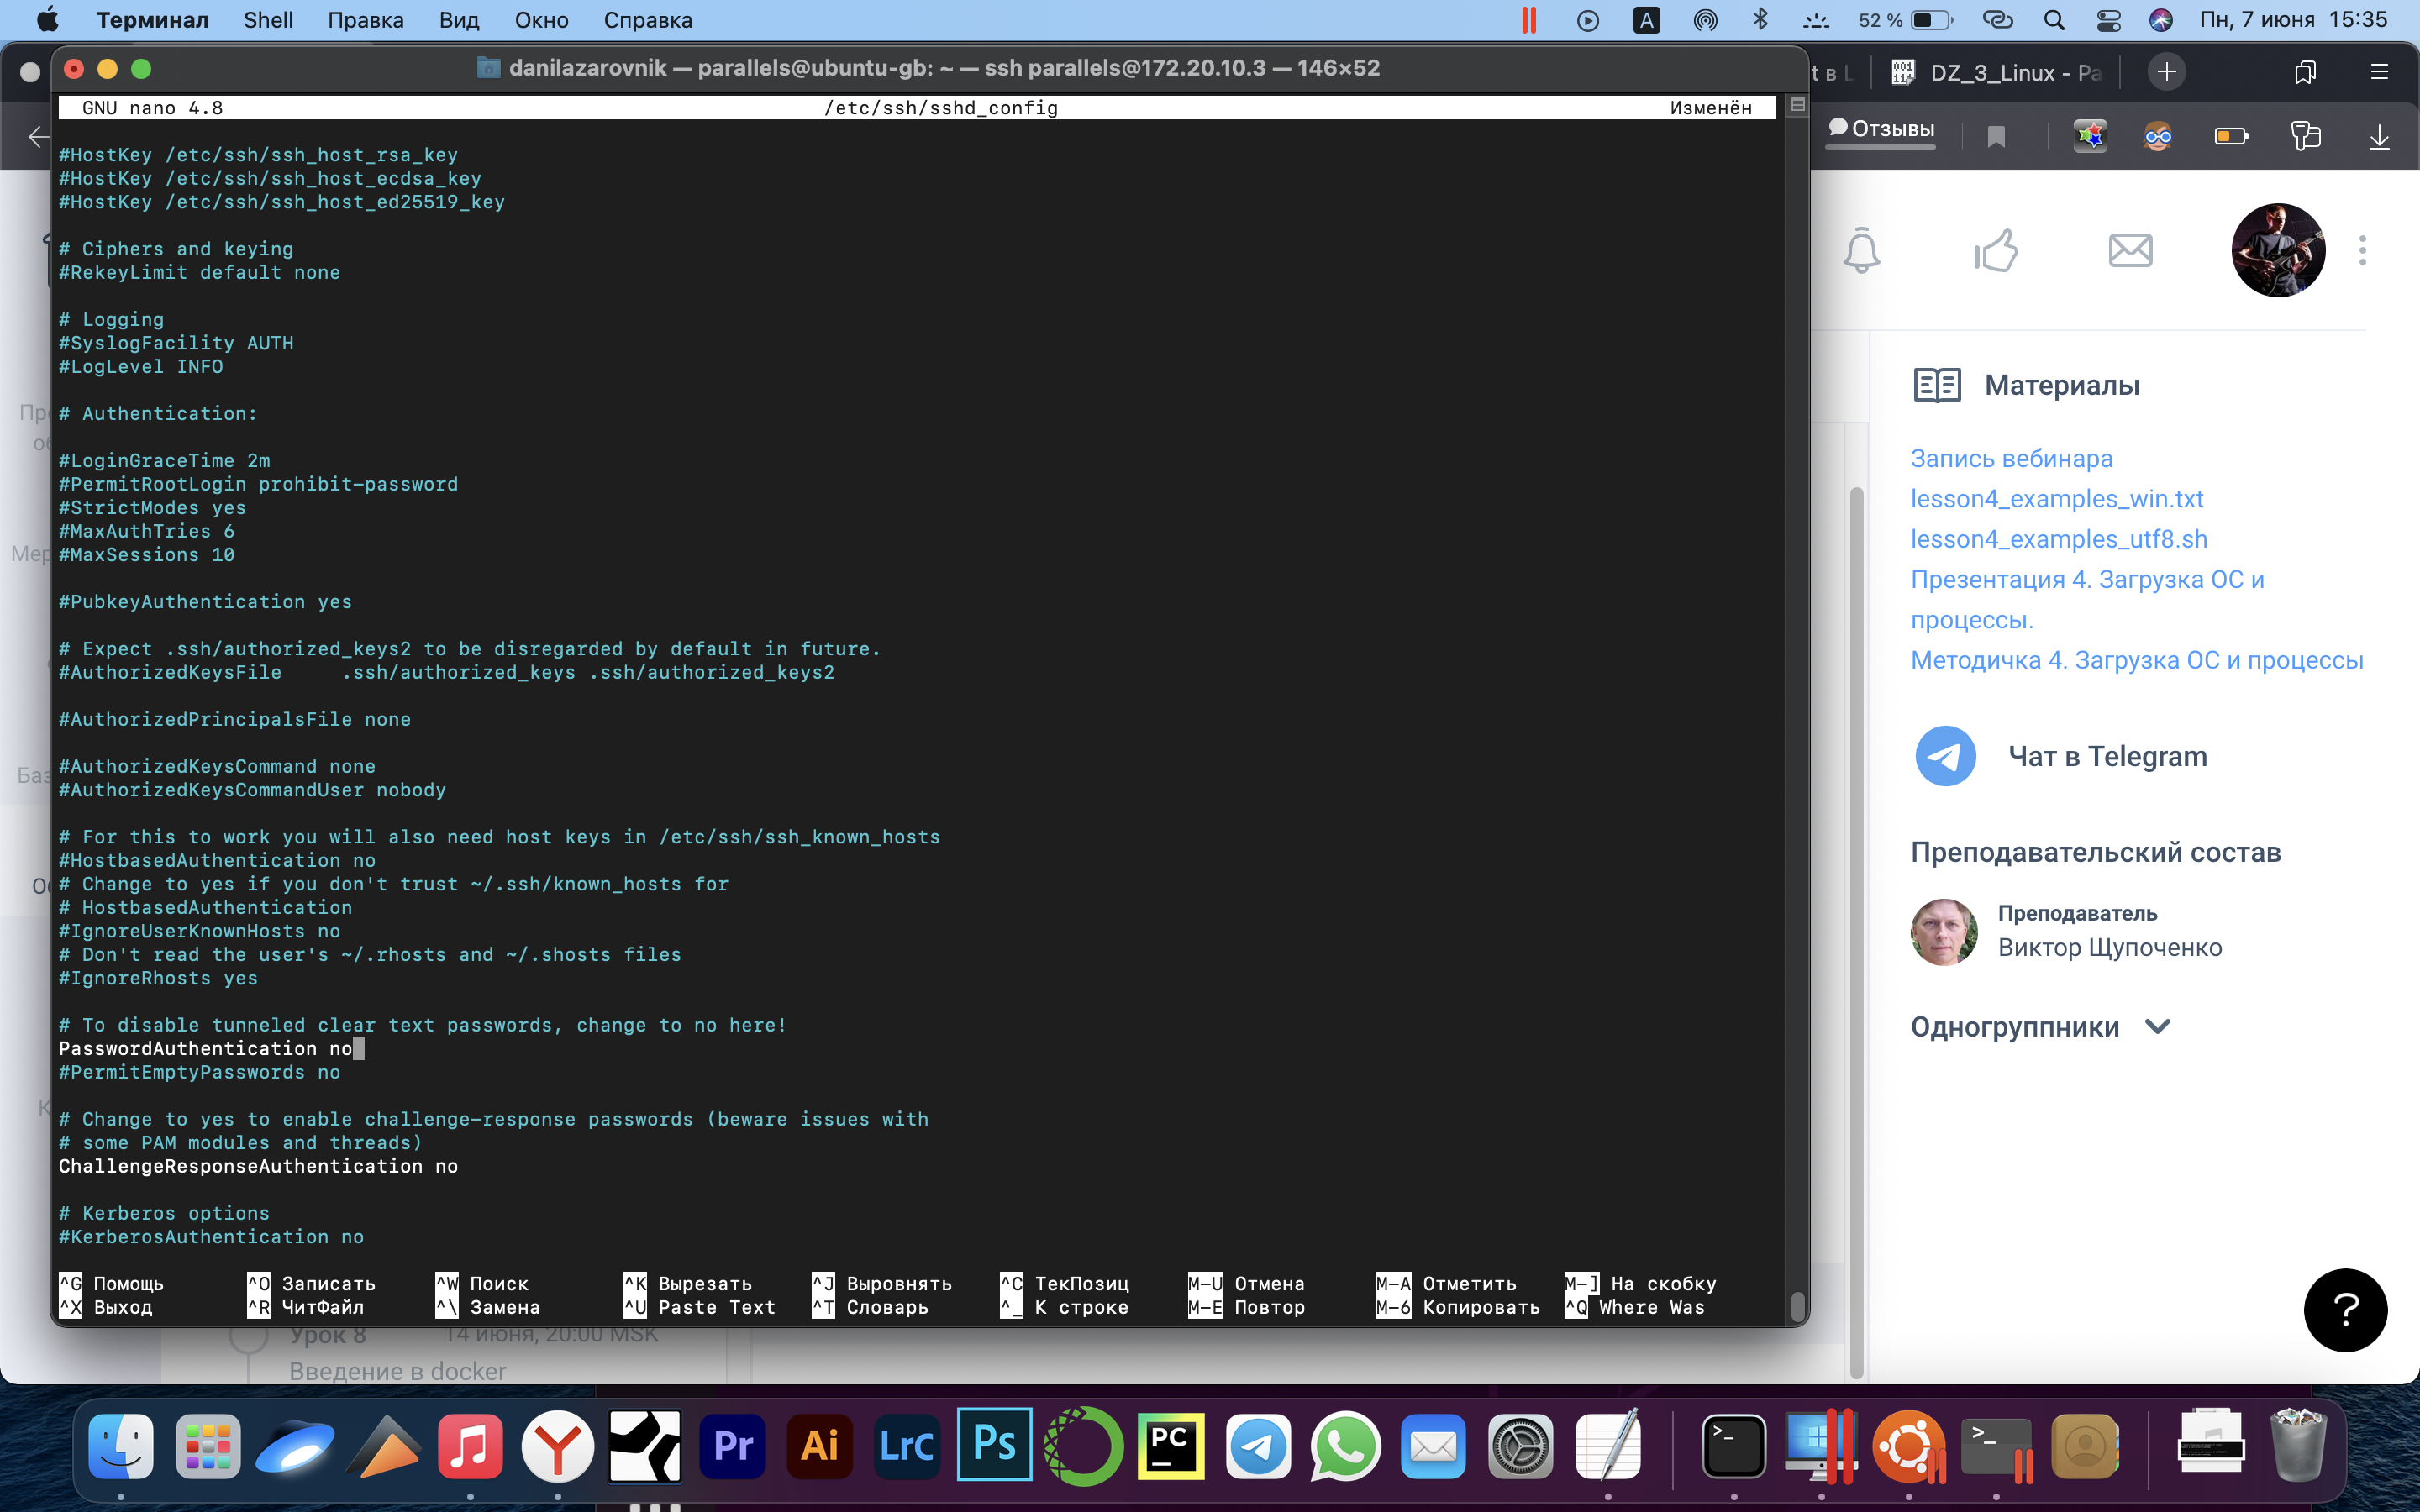 Терминал Shell Правка Вид Окно Справка A 52 % Пн, 7 июня 15:35
danilazarovnik — parallels@ubuntu-gb: ~ — ssh parallels@172.20.10.3 — 146×52
DZ_3_Linux - Pa
Отзывы
GNU nano 4.8 /etc/ssh/sshd_config Изменён
#HostKey /etc/ssh/ssh_host_rsa_key
#HostKey /etc/ssh/ssh_host_ecdsa_key
#HostKey /etc/ssh/ssh_host_ed25519_key
# Ciphers and keying
#RekeyLimit default none
# Logging
#SyslogFacility AUTH
#LogLevel INFO
# Authentication:
#LoginGraceTime 2m
#PermitRootLogin prohibit-password
#StrictModes yes
#MaxAuthTries 6
#MaxSessions 10
#PubkeyAuthentication yes
# Expect .ssh/authorized_keys2 to be disregarded by default in future.
#AuthorizedKeysFile .ssh/authorized_keys .ssh/authorized_keys2
#AuthorizedPrincipalsFile none
#AuthorizedKeysCommand none
#AuthorizedKeysCommandUser nobody
# For this to work you will also need host keys in /etc/ssh/ssh_known_hosts
#HostbasedAuthentication no
# Change to yes if you don't trust ~/.ssh/known_hosts for
# HostbasedAuthentication
#IgnoreUserKnownHosts no
# Don't read the user's ~/.rhosts and ~/.shosts files
#IgnoreRhosts yes
# To disable tunneled clear text passwords, change to no here!
PasswordAuthentication no
#PermitEmptyPasswords no
# Change to yes to enable challenge-response passwords (beware issues with
# some PAM modules and threads)
ChallengeResponseAuthentication no
# Kerberos options
#KerberosAuthentication no
^G Помощь ^O Записать ^W Поиск ^K Вырезать ^J Выровнять ^C ТекПозиц M-U Отмена M-A Отметить M-] На скобку
^X Выход ^R ЧитФайл ^\ Замена ^U Paste Text ^T Словарь ^_ К строке M-E Повтор M-6 Копировать ^Q Where Was
Материалы
Запись вебинара
lesson4_examples_win.txt
lesson4_examples_utf8.sh
Презентация 4. Загрузка ОС и
процессы.
Методичка 4. Загрузка ОС и процессы
Чат в Telegram
Преподавательский состав
Преподаватель
Виктор Щупоченко
Одногруппники
?
Урок 8 14 июня, 20:00 MSK
Введение в docker
Pr Ai LrC Ps PC